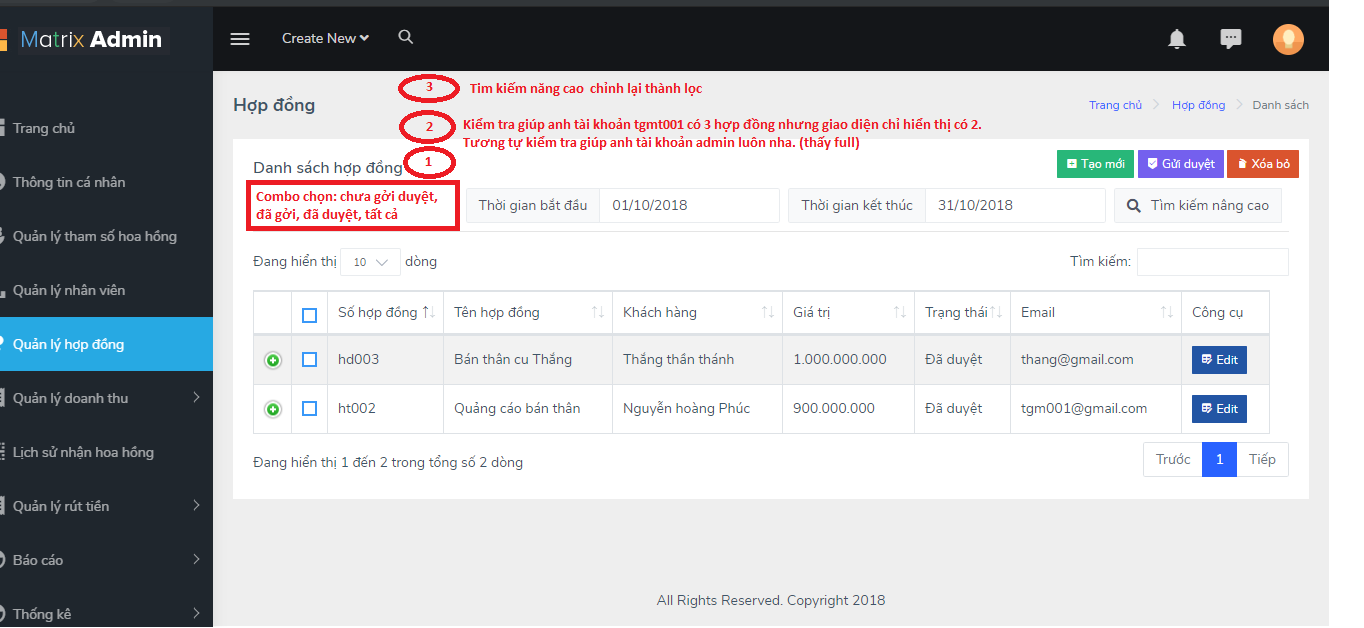 Matrix Admin
Create New
Trang chủ
Thông tin cá nhân
Quản lý tham số hoa hồng
Quản lý nhân viên
Quản lý hợp đồng
Quản lý doanh thu
Lịch sử nhận hoa hồng
Quản lý rút tiền
Báo cáo
Thống kê
3 Tìm kiếm năng cao chỉnh lại thành lọc
Hợp đồng
Trang chủ Hợp đồng Danh sách
2 Kiểm tra giúp anh tài khoản tgmt001 có 3 hợp đồng nhưng giao diện chỉ hiển thị có 2.
Tương tự kiểm tra giúp anh tài khoản admin luôn nha. (thấy full)
1
Danh sách hợp đồng
Tạo mới Gửi duyệt Xóa bỏ
Combo chọn: chưa gởi duyệt,
đã gởi, đã duyệt, tất cả
Thời gian bắt đầu 01/10/2018 Thời gian kết thúc 31/10/2018 Tìm kiếm nâng cao
Đang hiển thị 10 dòng Tìm kiếm:
Số hợp đồng Tên hợp đồng Khách hàng Giá trị Trạng thái Email Công cụ
hd003 Bán thân cu Thắng Thắng thần thánh 1.000.000.000 Đã duyệt thang@gmail.com Edit
ht002 Quảng cáo bán thân Nguyễn hoàng Phúc 900.000.000 Đã duyệt tgm001@gmail.com Edit
Đang hiển thị 1 đến 2 trong tổng số 2 dòng
Trước 1 Tiếp
All Rights Reserved. Copyright 2018